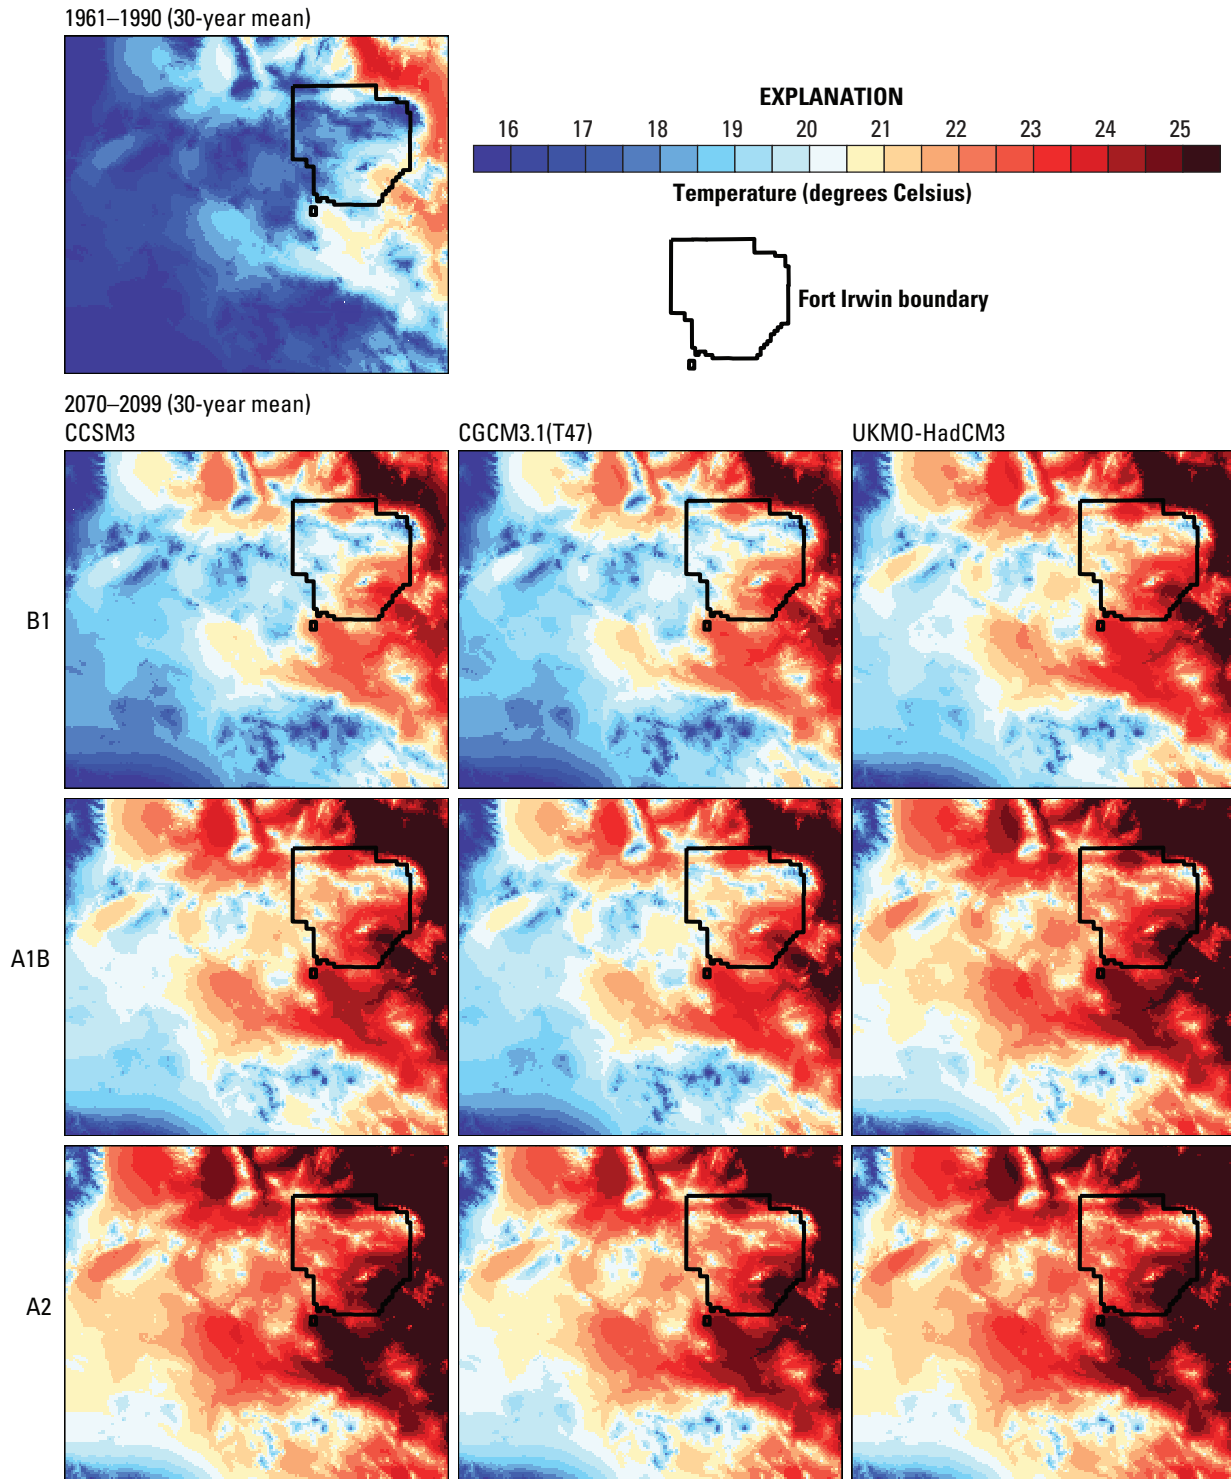 1961–1990 (30-year mean)
EXPLANATION
16 17 18 19 20 21 22 23 24 25
Temperature (degrees Celsius)
Fort Irwin boundary
2070–2099 (30-year mean)
CCSM3 CGCM3.1(T47) UKMO-HadCM3
B1
A1B
A2